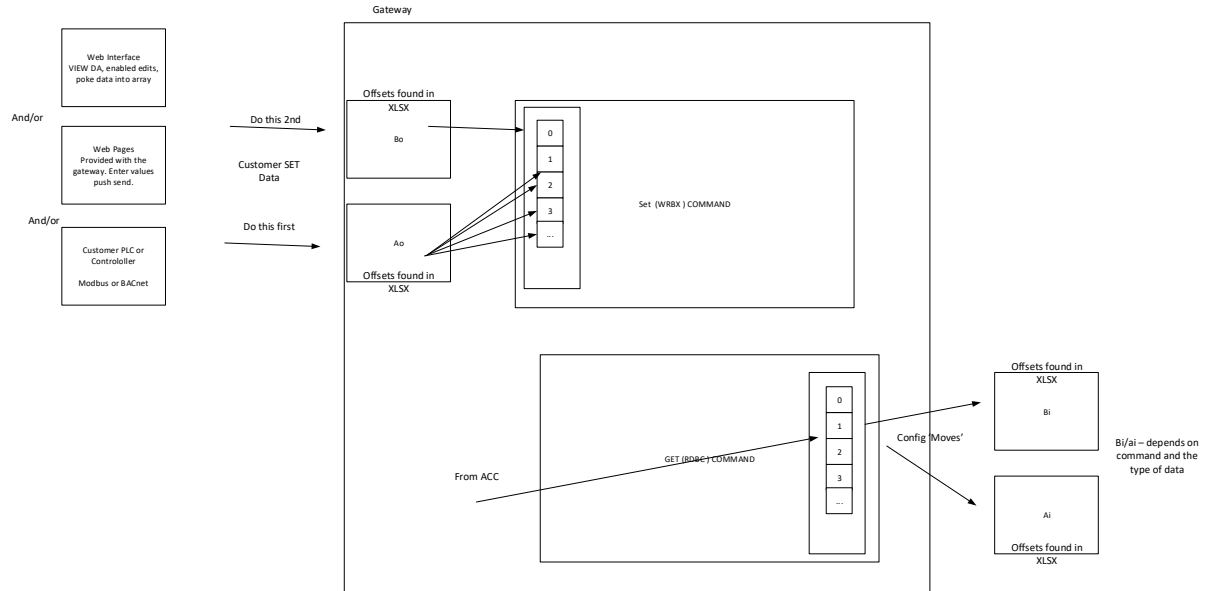 Gateway
Web Interface
VIEW DA, enabled edits,
poke data into array
And/or
Web Pages
Provided with the
gateway. Enter values
push send.
And/or
Customer PLC or
Controloller
Modbus or BACnet
Do this 2nd
Customer SET
Data
Do this first
Offsets found in
XLSX
Bo
Ao
Offsets found in
XLSX
0
1
2
3
...
Set (WRBX ) COMMAND
From ACC
GET (RDBC ) COMMAND
0
1
2
3
...
Config 'Moves'
Offsets found in
XLSX
Bi
Ai
Offsets found in
XLSX
Bi/ai – depends on
command and the
type of data